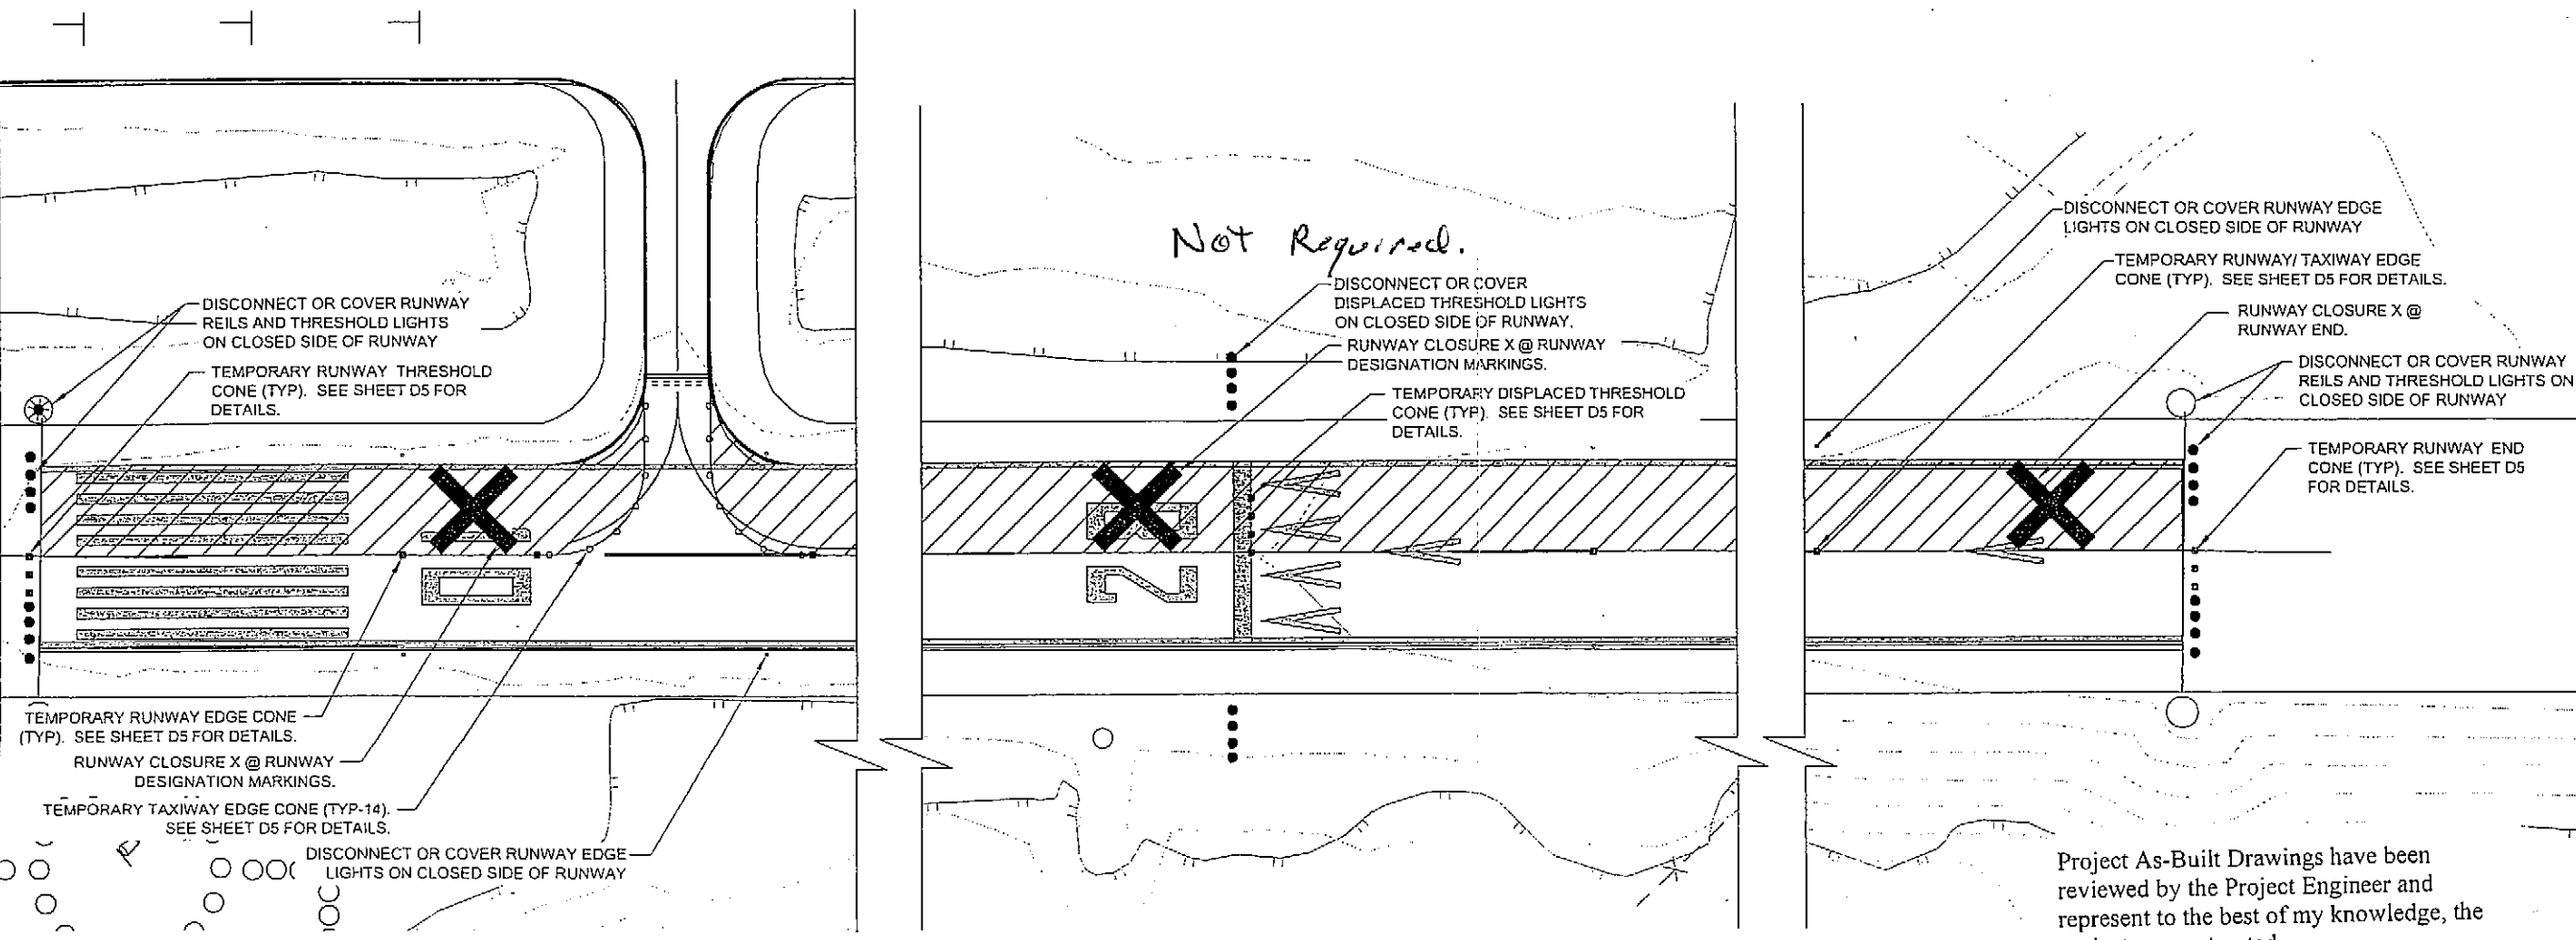 DISCONNECT OR COVER RUNWAY
REILS AND THRESHOLD LIGHTS
ON CLOSED SIDE OF RUNWAY
TEMPORARY RUNWAY THRESHOLD
CONE (TYP). SEE SHEET D5 FOR
DETAILS.
TEMPORARY RUNWAY EDGE CONE
(TYP). SEE SHEET D5 FOR DETAILS.
RUNWAY CLOSURE X @ RUNWAY
DESIGNATION MARKINGS.
TEMPORARY TAXIWAY EDGE CONE (TYP-14).
SEE SHEET D5 FOR DETAILS.
DISCONNECT OR COVER RUNWAY EDGE
LIGHTS ON CLOSED SIDE OF RUNWAY
Not Required.
DISCONNECT OR COVER
DISPLACED THRESHOLD LIGHTS
ON CLOSED SIDE OF RUNWAY.
RUNWAY CLOSURE X @ RUNWAY
DESIGNATION MARKINGS.
TEMPORARY DISPLACED THRESHOLD
CONE (TYP). SEE SHEET D5 FOR
DETAILS.
2
DISCONNECT OR COVER RUNWAY EDGE
LIGHTS ON CLOSED SIDE OF RUNWAY
TEMPORARY RUNWAY/ TAXIWAY EDGE
CONE (TYP). SEE SHEET D5 FOR DETAILS.
RUNWAY CLOSURE X @
RUNWAY END.
DISCONNECT OR COVER RUNWAY
REILS AND THRESHOLD LIGHTS ON
CLOSED SIDE OF RUNWAY
TEMPORARY RUNWAY END
CONE (TYP). SEE SHEET D5
FOR DETAILS.
Project As-Built Drawings have been
reviewed by the Project Engineer and
represent to the best of my knowledge, the